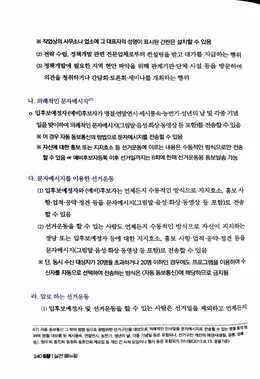 ※ 직업상의 사무소나 업소에 그 대표자의 성명이 표시된 간판은 설치할 수 있음
(2) 전략 수립, 정책개발 관련 전문업체로부터 컨설팅을 받고 대가를 지급하는 행위
(3) 정책개발에 필요한 지역 현안 파악을 위해 관계기관·단체·시설 등을 방문하여
의견을 청취하거나 간담회·토론회·세미나를 개최하는 행위
나. 의례적인 문자메시지
○ 입후보예정자(예비)후보자가 명절·연말연시·세시풍속·농번기·성년의 날 및 각종 기념
일을 맞이하여 의례적인 문자메시지(그림말·음성·화상·동영상 등 포함)를 전송할 수 있음
※ 이 경우 자동 동보통신의 방법으로 문자메시지를 전송할 수 있음
※ 자신에 대한 홍보 또는 지지호소 등 선거운동에 이르는 내용은 수동적인 방식으로만 전송
할 수 있음 ⇨ 예비후보자등록 이후 선거일까지는 8회에 한해 선거운동용 동보발송 가능
다. 문자메시지를 이용한 선거운동
(1) 입후보예정자와 (예비)후보자는 언제든지 수동적인 방식으로 지지호소, 홍보 사
항·업적·공약·정견 등을 문자메시지(그림말·음성·화상·동영상 등 포함)로 전송
할 수 있음
(2) 선거운동을 할 수 있는 사람도 언제든지 수동적인 방식으로 자신이 지지하는
정당 또는 입후보예정자 등에 대한 지지호소, 홍보 사항·업적·공약·정견 등을
문자메시지(그림말·음성·화상·동영상 등 포함)로 전송할 수 있음
※ 단, 동시 수신 대상자가 20명을 초과하거나 20명 이하인 경우에도 프로그램을 이용하여 수
신자를 자동으로 선택하여 전송하는 방식은 (자동 동보통신)에 해당하므로 금지됨
라. 말로 하는 선거운동
(1) 입후보예정자 및 선거운동을 할 수 있는 사람은 선거일을 제외하고 언제든지
240 6장 | 실전 매뉴얼